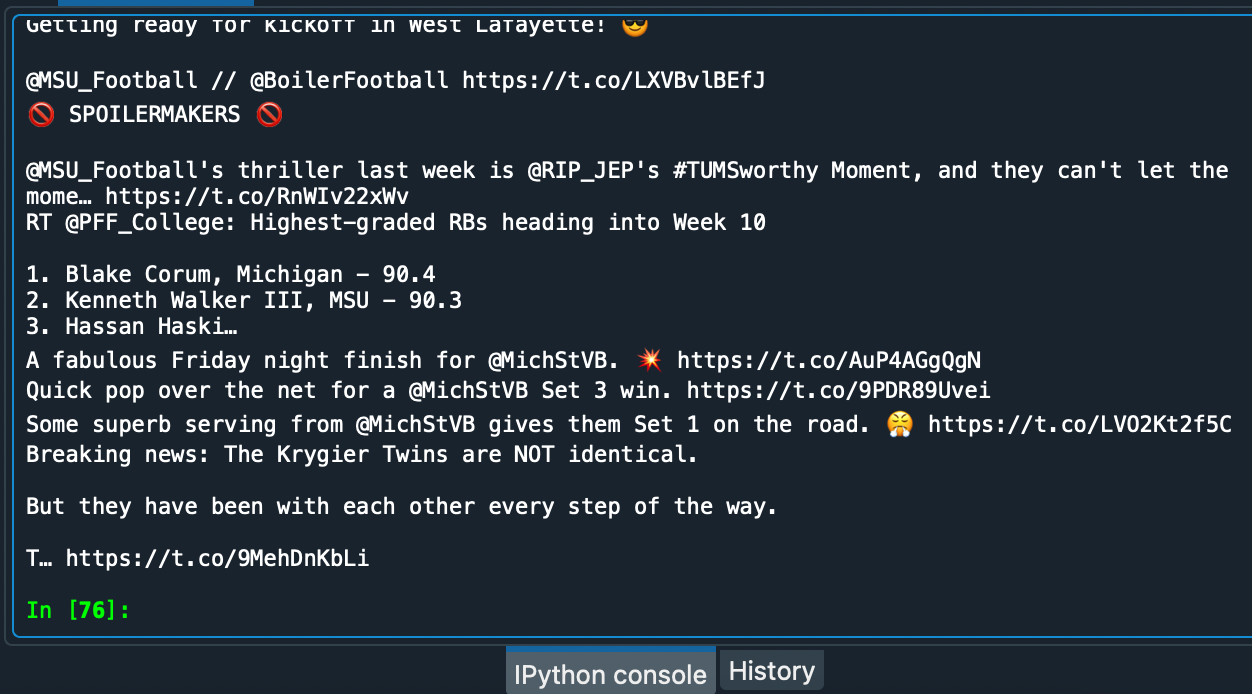 Getting ready for kickoff in West Lafayette! 😎
@MSU_Football // @BoilerFootball https://t.co/LXVBvlBEfJ
🚫 SPOILERMAKERS 🚫
@MSU_Football's thriller last week is @RIP_JEP's #TUMSworthy Moment, and they can't let the
mome… https://t.co/RnWIv22xWv
RT @PFF_College: Highest-graded RBs heading into Week 10
1. Blake Corum, Michigan - 90.4
2. Kenneth Walker III, MSU - 90.3
3. Hassan Haski…
A fabulous Friday night finish for @MichStVB. 💥 https://t.co/AuP4AGgQgN
Quick pop over the net for a @MichStVB Set 3 win. https://t.co/9PDR89Uvei
Some superb serving from @MichStVB gives them Set 1 on the road. 😤 https://t.co/LVO2Kt2f5C
Breaking news: The Krygier Twins are NOT identical.
But they have been with each other every step of the way.
T… https://t.co/9MehDnKbLi
In [76]:
IPython console History